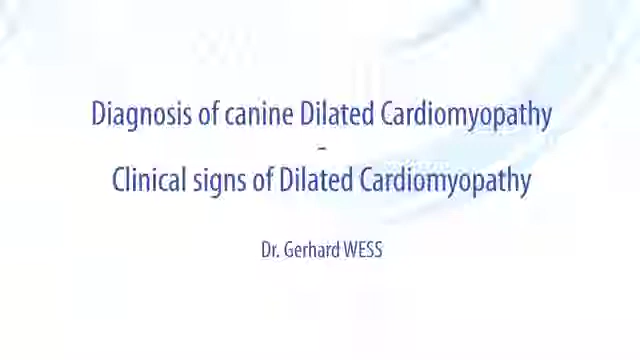 Diagnosis of canine Dilated Cardiomyopathy
-
Clinical signs of Dilated Cardiomyopathy
Dr. Gerhard WESS